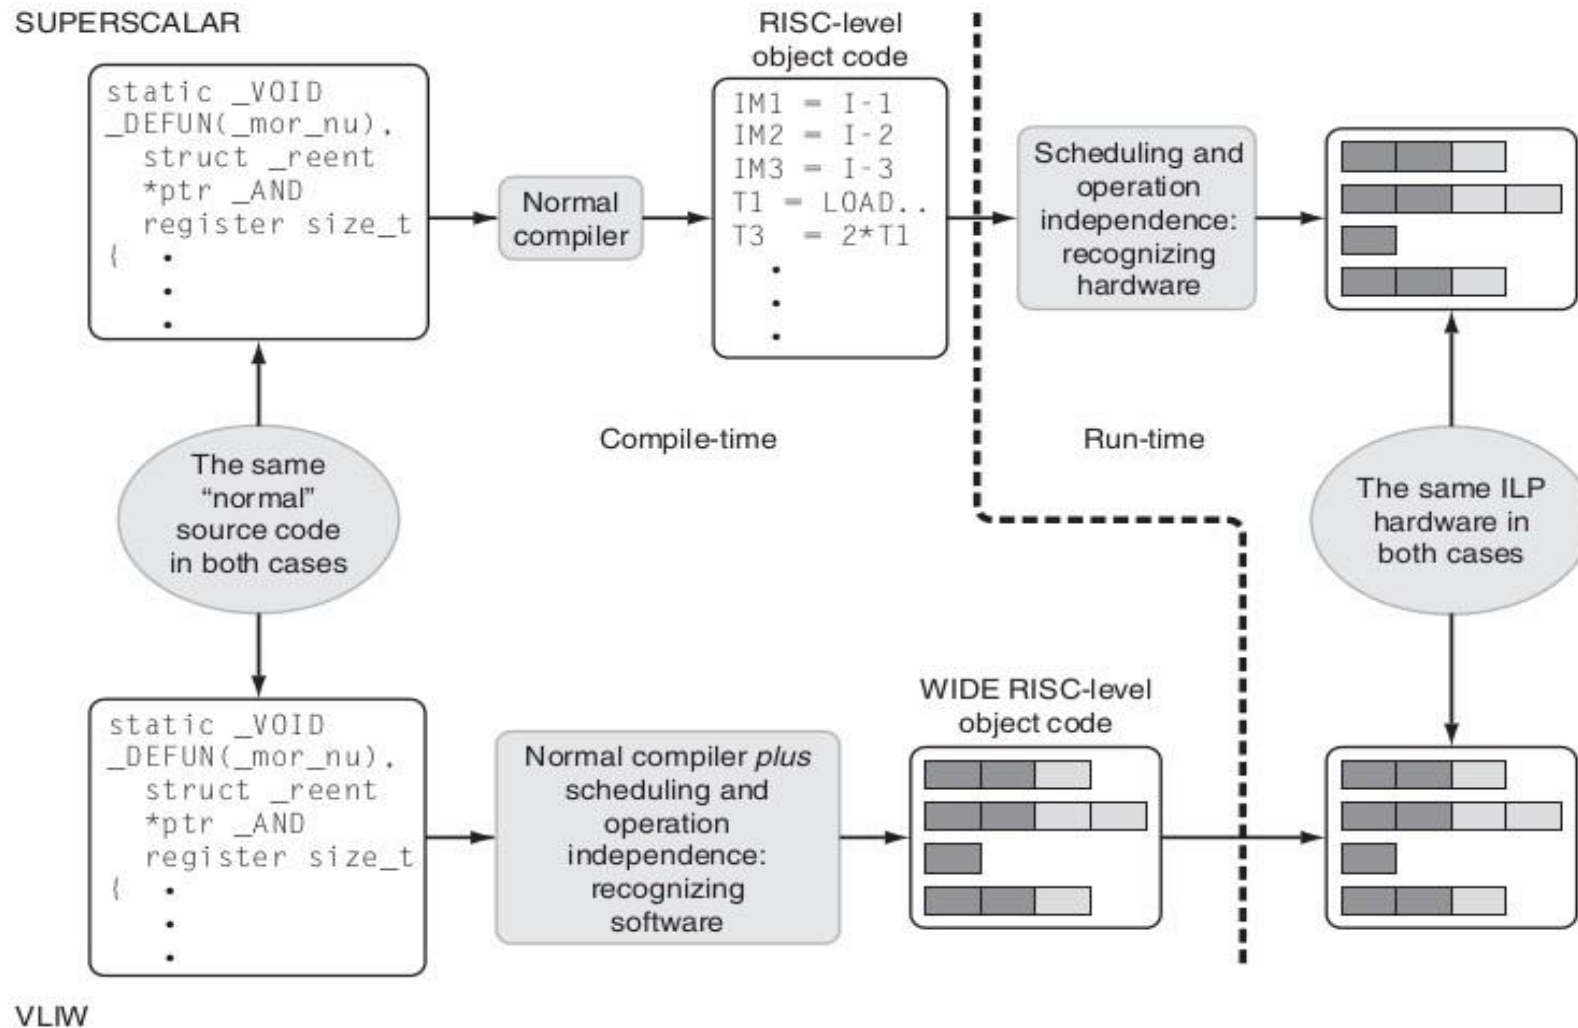 SUPERSCALAR
static _VOID
_DEFUN(_mor_nu),
struct _reent
*ptr _AND
register size_t
{
Normal
compiler
RISC-level
object code
IM1 = I-1
IM2 = I-2
IM3 = I-3
T1 = LOAD..
T3 = 2*T1
Scheduling and
operation
independence:
recognizing
hardware
Compile-time
Run-time
The same
“normal”
source code
in both cases
The same ILP
hardware in
both cases
static _VOID
_DEFUN(_mor_nu),
struct _reent
*ptr _AND
register size_t
{
Normal compiler plus
scheduling and
operation
independence:
recognizing
software
WIDE RISC-level
object code
VLIW